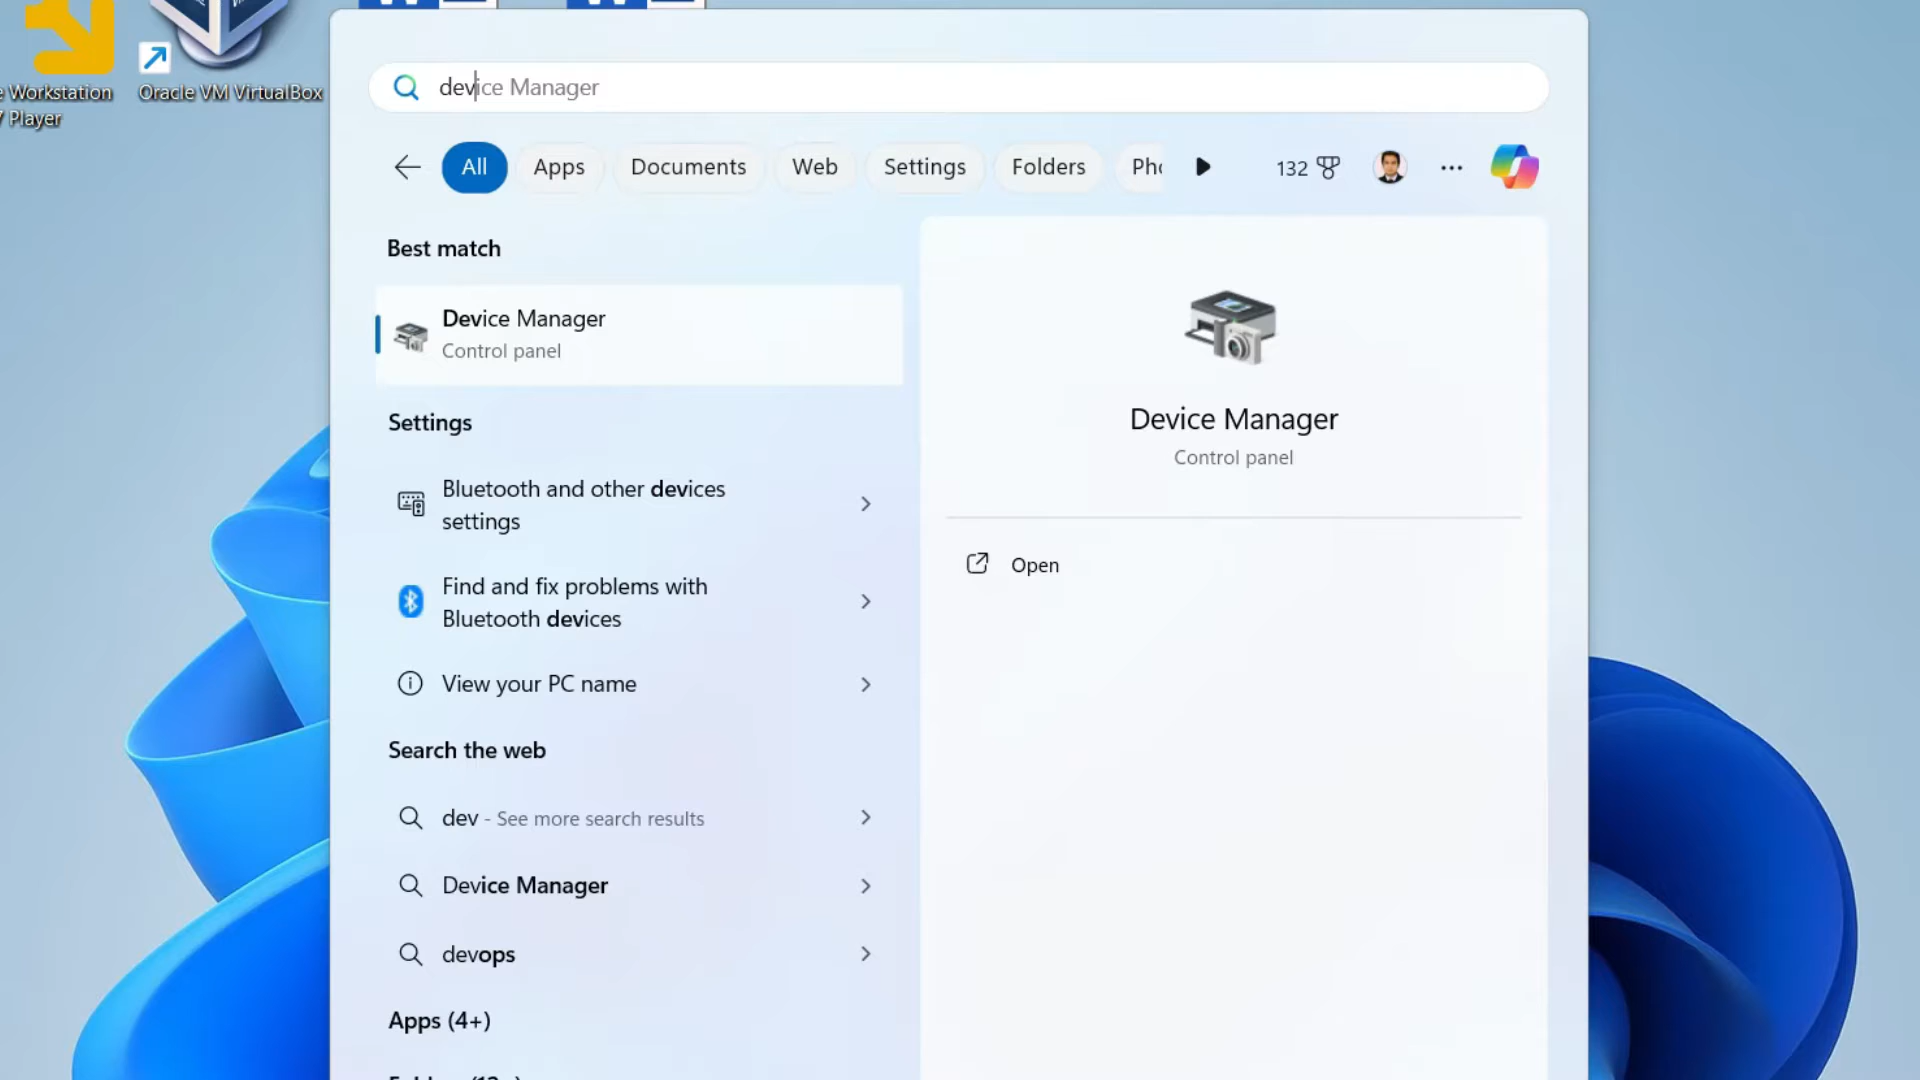 Workstation
Player
Oracle VM VirtualBox
device Manager
All
Apps
Documents
Web
Settings
Folders
132
Best match
Device Manager
Control panel
Settings
Bluetooth and other devices
settings
Find and fix problems with
Bluetooth devices
View your PC name
Search the web
dev - See more search results
Device Manager
devops
Apps (4+)
Device Manager
Control panel
Open